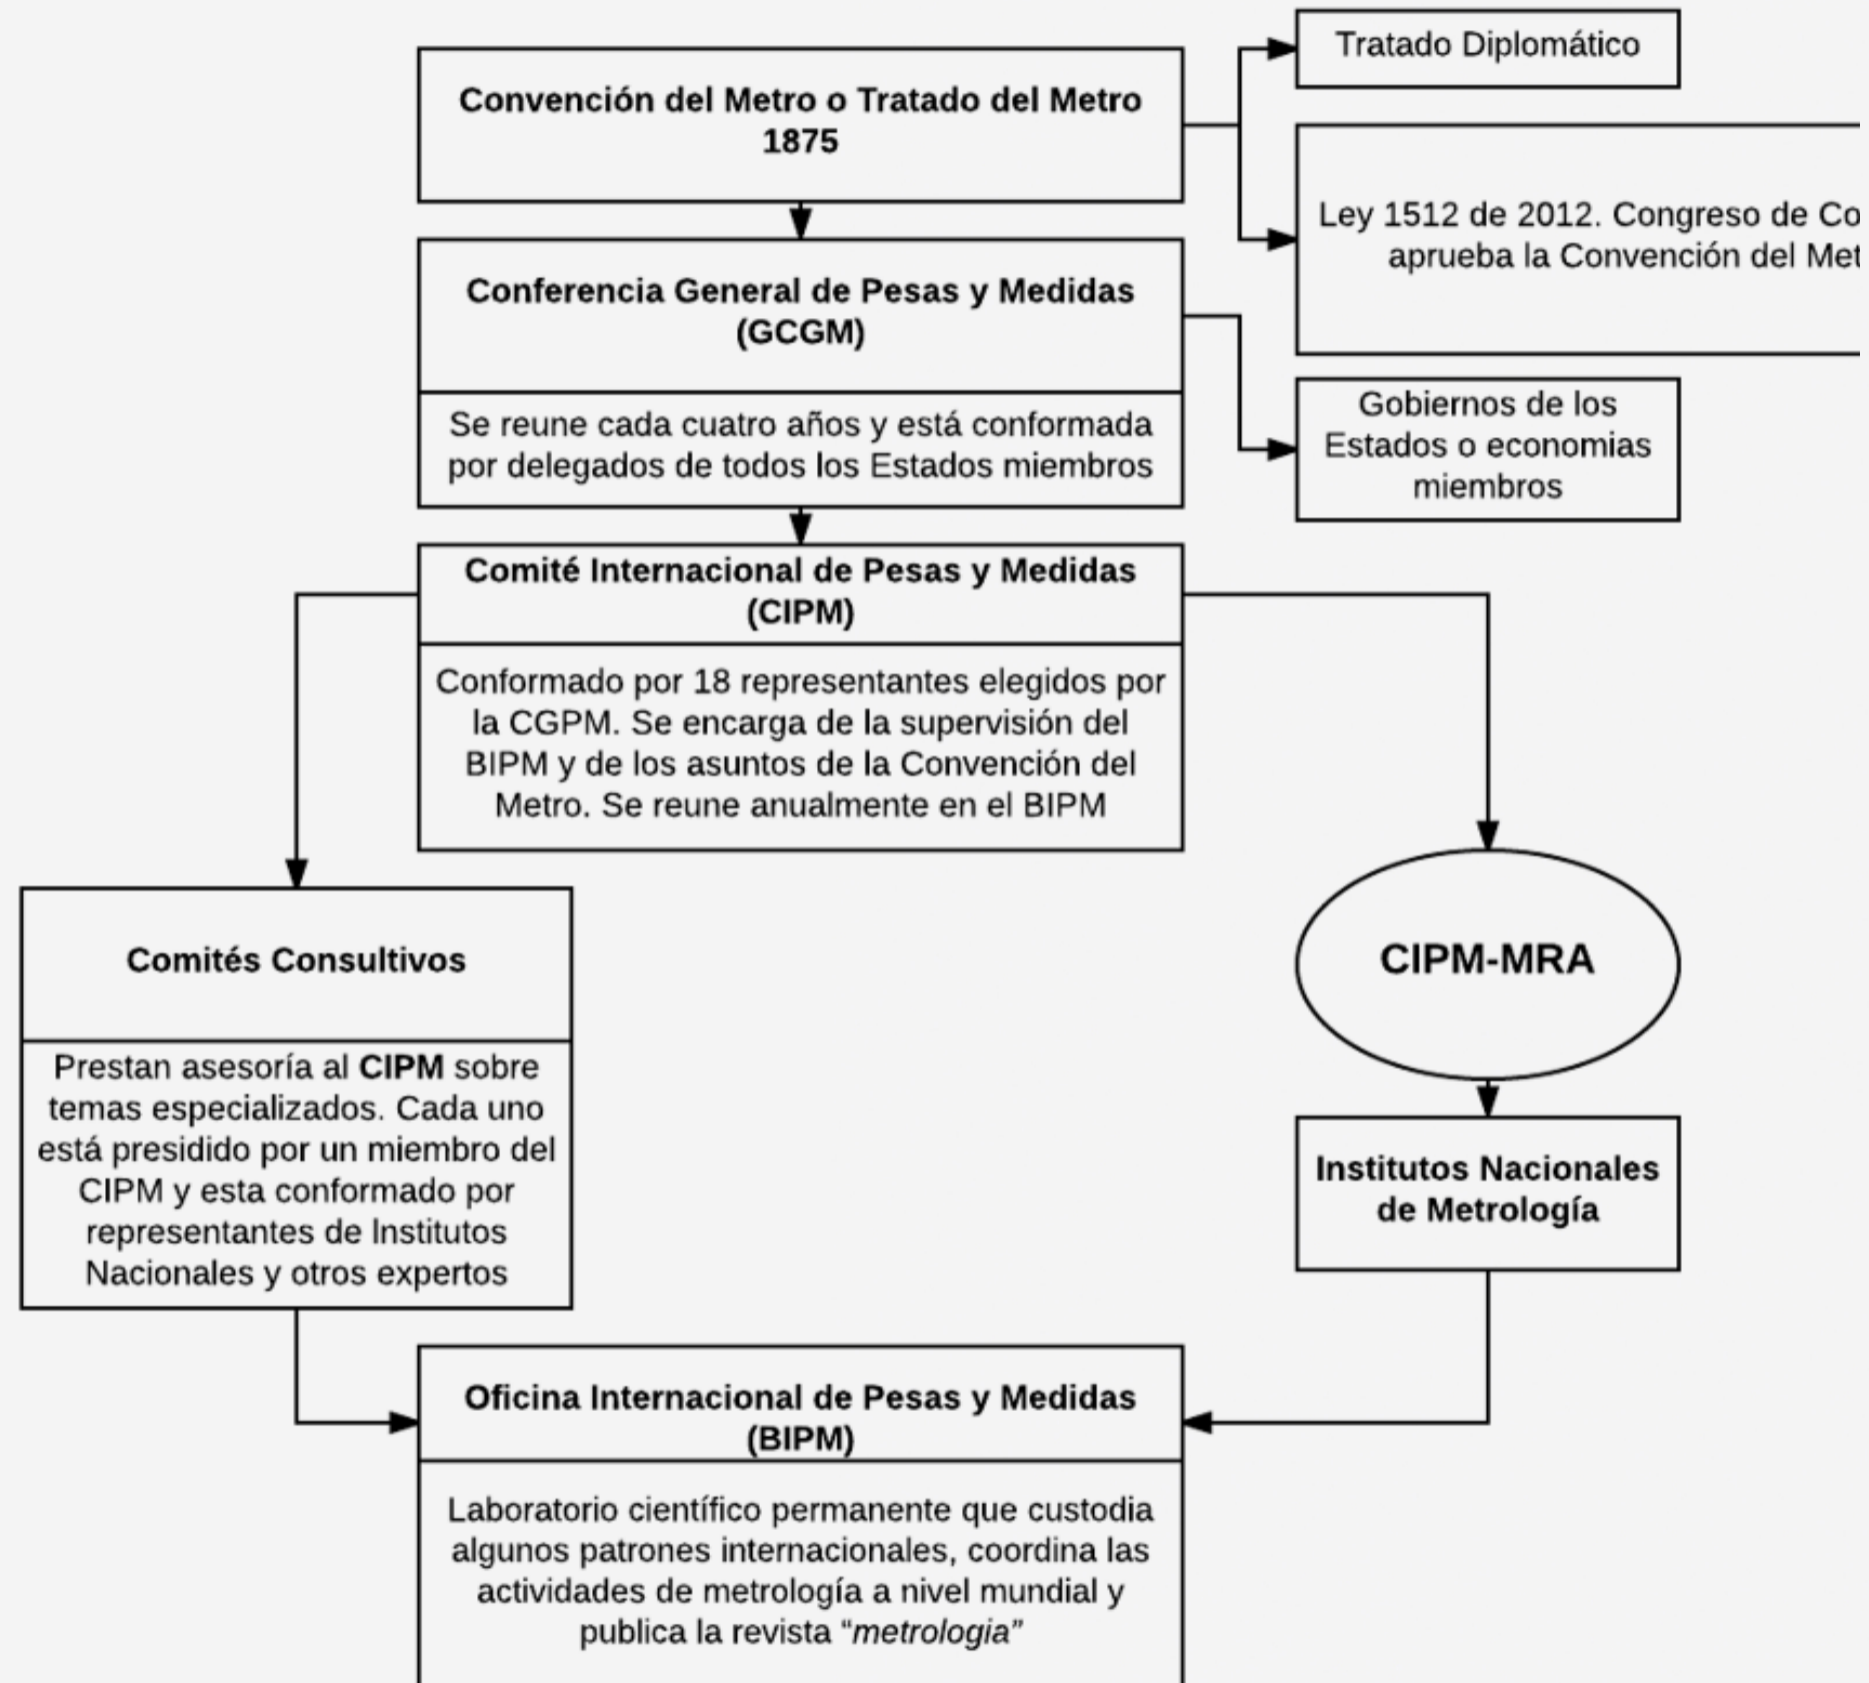 Tratado Diplomático
Convención del Metro o Tratado del Metro
1875
Ley 1512 de 2012. Congreso de Co
aprueba la Convención del Met
Conferencia General de Pesas y Medidas
(GCGM)
Se reune cada cuatro años y está conformada
por delegados de todos los Estados miembros
Gobiernos de los
Estados o economias
miembros
Comité Internacional de Pesas y Medidas
(CIPM)
Conformado por 18 representantes elegidos por
la CGPM. Se encarga de la supervisión del
BIPM y de los asuntos de la Convención del
Metro. Se reune anualmente en el BIPM
Comités Consultivos
Prestan asesoría al CIPM sobre
temas especializados. Cada uno
está presidido por un miembro del
CIPM y esta conformado por
representantes de Institutos
Nacionales y otros expertos
CIPM-MRA
Institutos Nacionales
de Metrología
Oficina Internacional de Pesas y Medidas
(BIPM)
Laboratorio científico permanente que custodia
algunos patrones internacionales, coordina las
actividades de metrología a nivel mundial y
publica la revista “metrologia”